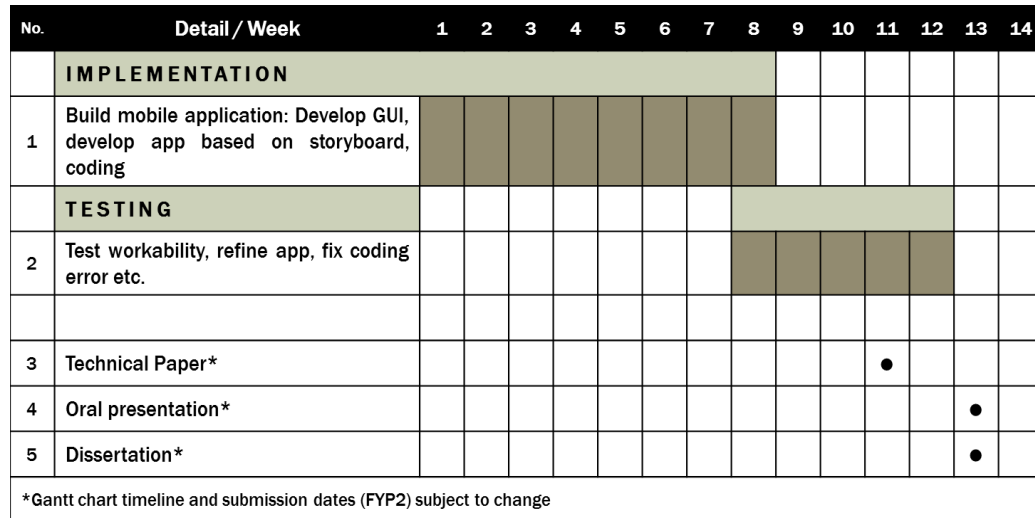 No. Detail / Week 1 2 3 4 5 6 7 8 9 10 11 12 13 14
IMPLEMENTATION
1 Build mobile application: Develop GUI,
develop app based on storyboard,
coding
TESTING
2 Test workability, refine app, fix coding
error etc.
3 Technical Paper*
4 Oral presentation*
5 Dissertation*
*Gantt chart timeline and submission dates (FYP2) subject to change